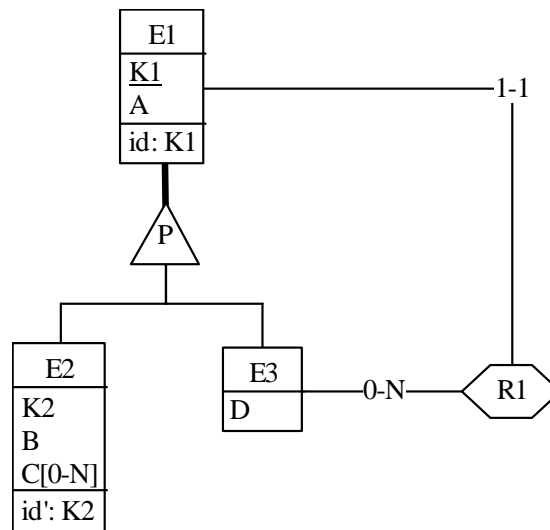 E1
K1
A
id: K1
1-1
P
E2
K2
B
C[0-N]
id': K2
E3
D
0-N
R1